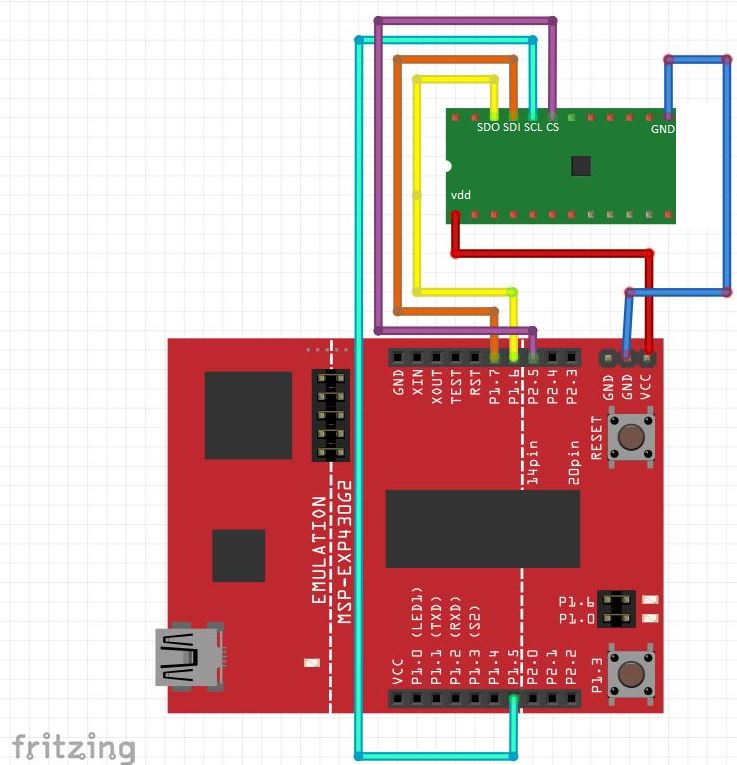 SDO SDI SCL CS
GND
vdd
GND
XIN
XOUT
TEST
RST
P1.7
P1.6
P2.5
P2.4
P2.3
GND
GND
VCC
RESET
14pin
20pin
EMULATION
MSP-EXP430G2
P1.6
P1.0
VCC
P1.0 (LED1)
P1.1 (TXD)
P1.2 (RXD)
P1.3 (S2)
P1.4
P1.5
P2.0
P2.1
P2.2
P1.3
fritzing